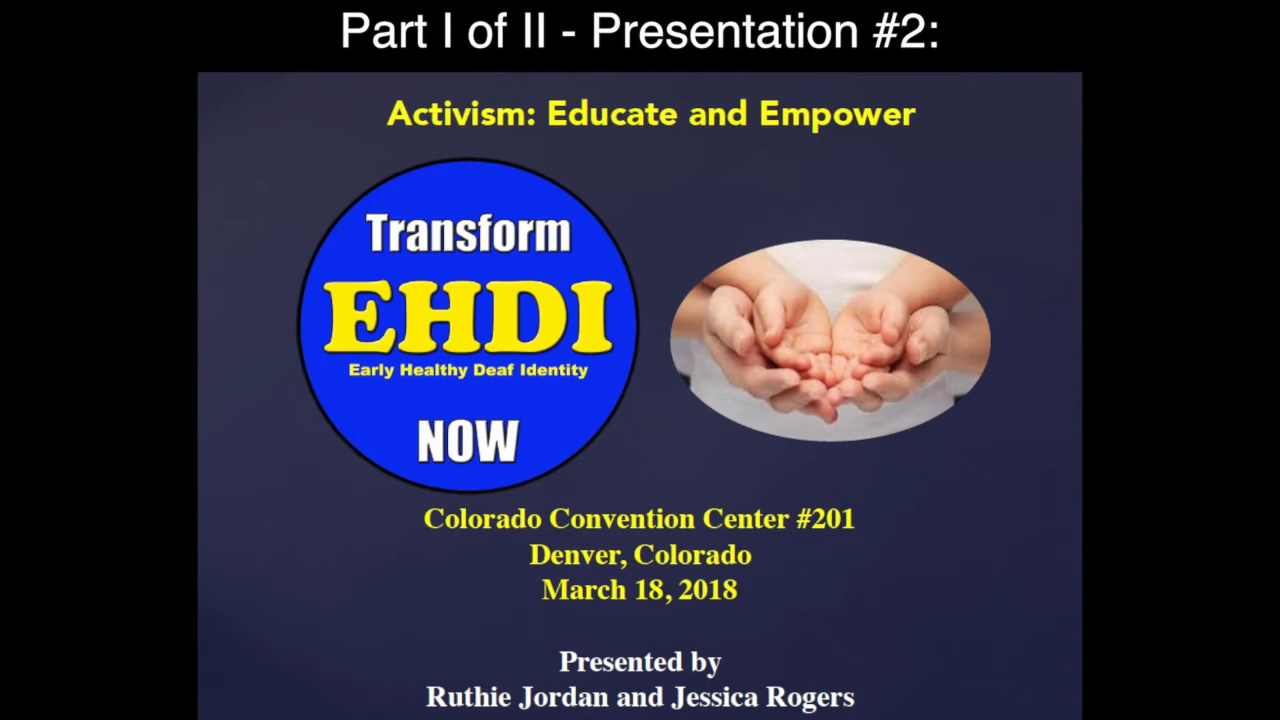 Part I of II - Presentation #2:
Activism: Educate and Empower
Transform
EHDI
Early Healthy Deaf Identity
NOW
Colorado Convention Center #201
Denver, Colorado
March 18, 2018
Presented by
Ruthie Jordan and Jessica Rogers